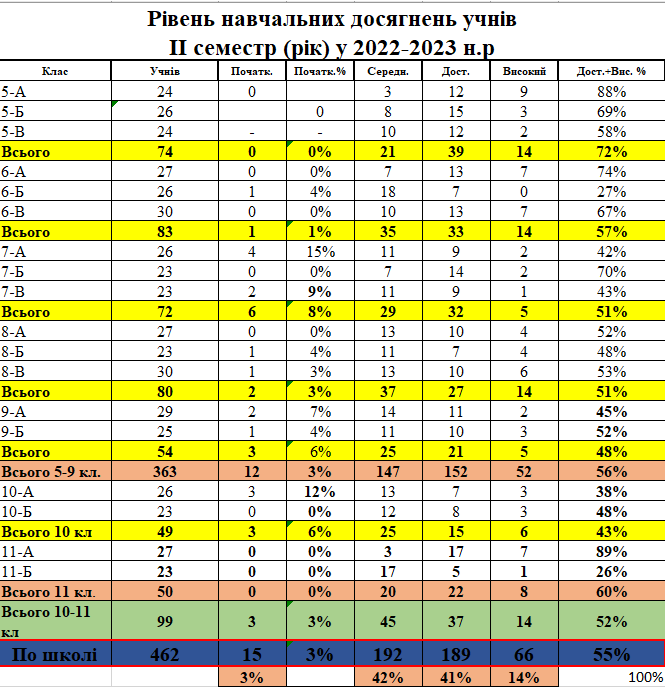 Рівень навчальних досягнень учнів
ІІ семестр (рік) у 2022-2023 н.р
Клас Учнів Початк. Початк.% Середн. Дост. Високий Дост.+Вис. %
5-А 24 0 3 12 9 88%
5-Б 26 0 8 15 3 69%
5-В 24 - - 10 12 2 58%
Всього 74 0 0% 21 39 14 72%
6-А 27 0 0% 7 13 7 74%
6-Б 26 1 4% 18 7 0 27%
6-В 30 0 0% 10 13 7 67%
Всього 83 1 1% 35 33 14 57%
7-А 26 4 15% 11 9 2 42%
7-Б 23 0 0% 7 14 2 70%
7-В 23 2 9% 11 9 1 43%
Всього 72 6 8% 29 32 5 51%
8-А 27 0 0% 13 10 4 52%
8-Б 23 1 4% 11 7 4 48%
8-В 30 1 3% 13 10 6 53%
Всього 80 2 3% 37 27 14 51%
9-А 29 2 7% 14 11 2 45%
9-Б 25 1 4% 11 10 3 52%
Всього 54 3 6% 25 21 5 48%
Всього 5-9 кл. 363 12 3% 147 152 52 56%
10-А 26 3 12% 13 7 3 38%
10-Б 23 0 0% 12 8 3 48%
Всього 10 кл 49 3 6% 25 15 6 43%
11-А 27 0 0% 3 17 7 89%
11-Б 23 0 0% 17 5 1 26%
Всього 11 кл. 50 0 0% 20 22 8 60%
Всього 10-11
кл 99 3 3% 45 37 14 52%
По школі 462 15 3% 192 189 66 55%
3% 42% 41% 14% 100%